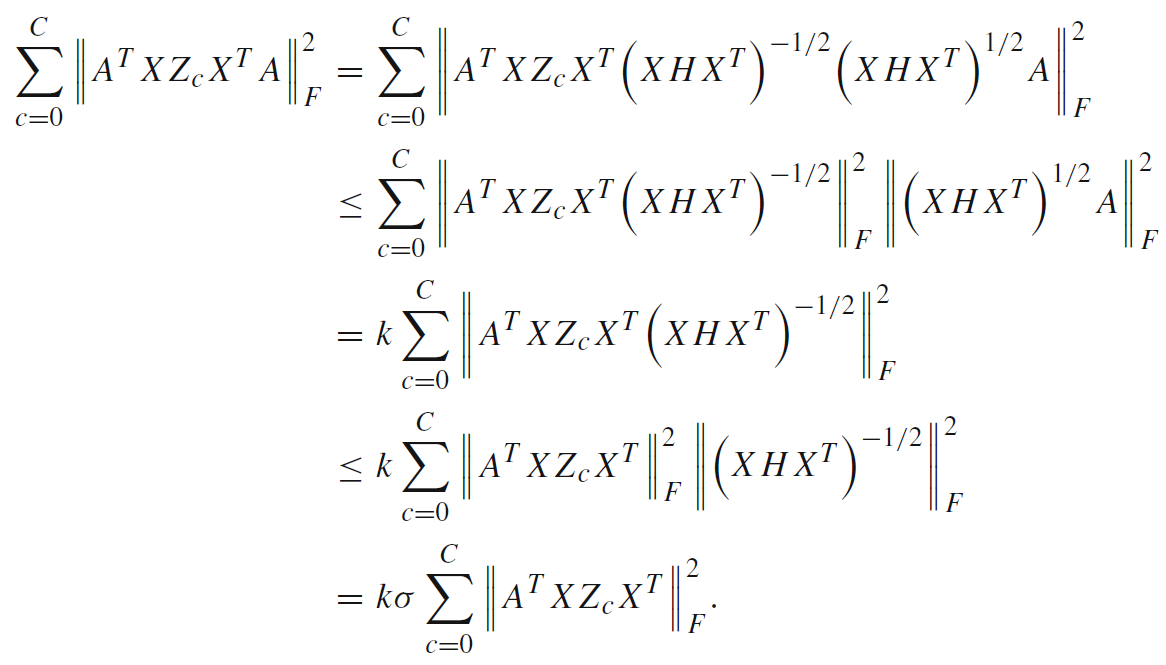 \sum_{c=0}^{C} \left\| A^T X Z_c X^T A \right\|_F^2 = \sum_{c=0}^{C} \left\| A^T X Z_c X^T \left( X H X^T \right)^{-1/2} \left( X H X^T \right)^{1/2} A \right\|_F^2
\leq \sum_{c=0}^{C} \left\| A^T X Z_c X^T \left( X H X^T \right)^{-1/2} \right\|_F^2 \left\| \left( X H X^T \right)^{1/2} A \right\|_F^2
= k \sum_{c=0}^{C} \left\| A^T X Z_c X^T \left( X H X^T \right)^{-1/2} \right\|_F^2
\leq k \sum_{c=0}^{C} \left\| A^T X Z_c X^T \right\|_F^2 \left\| \left( X H X^T \right)^{-1/2} \right\|_F^2
= k\sigma \sum_{c=0}^{C} \left\| A^T X Z_c X^T \right\|_F^2 .